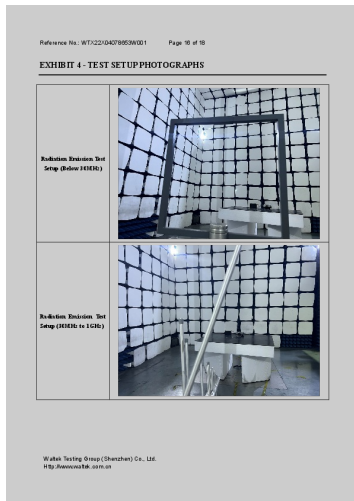 Reference No.: WTX22X04078653W001 Page 16 of 18
EXHIBIT 4 - TEST SETUP PHOTOGRAPHS
Radiation Emission Test
Setup (Below 30MHz)
Radiation Emission Test
Setup (30MHz to 1GHz)
Waltek Testing Group (Shenzhen) Co., Ltd.
Http://www.waltek.com.cn